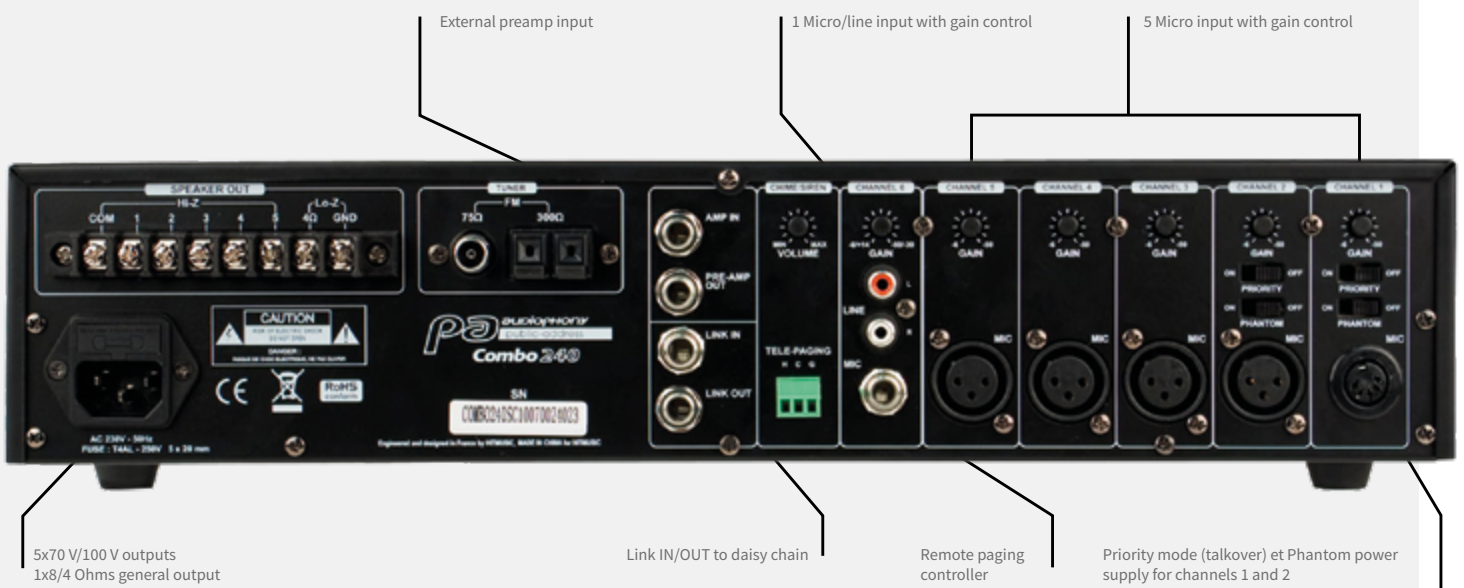 External preamp input
1 Micro/line input with gain control
5 Micro input with gain control
SPEAKER OUT
Hi-Z
Lo-Z
COM 1 2 3 4 5 4Ω GND
TUNER
FM
75Ω 300Ω
AMP IN
PRE-AMP
OUT
LINK IN
LINK OUT
CHIME/SIREN
MIN MAX
VOLUME
TELE-PAGING
H C G
CHANNEL 6
GAIN
LINE
L
R
MIC
CHANNEL 5
GAIN
MIC
CHANNEL 4
GAIN
MIC
CHANNEL 3
GAIN
MIC
CHANNEL 2
GAIN
ON OFF
PRIORITY
ON OFF
PHANTOM
MIC
CHANNEL 1
GAIN
ON OFF
PRIORITY
ON OFF
PHANTOM
MIC
CAUTION
RISK OF ELECTRIC SHOCK
DO NOT OPEN
DANGER :
pa audiophony
public-address
Combo 240
CE
RoHS
conform
SN
AC 230V - 50Hz
FUSE : T4AL - 250V 5 x 20 mm
Engineered and designed in France by HITMUSIC, MADE IN CHINA for HITMUSIC
5x70 V/100 V outputs
1x8/4 Ohms general output
Link IN/OUT to daisy chain
Remote paging
controller
Priority mode (talkover) et Phantom power
supply for channels 1 and 2